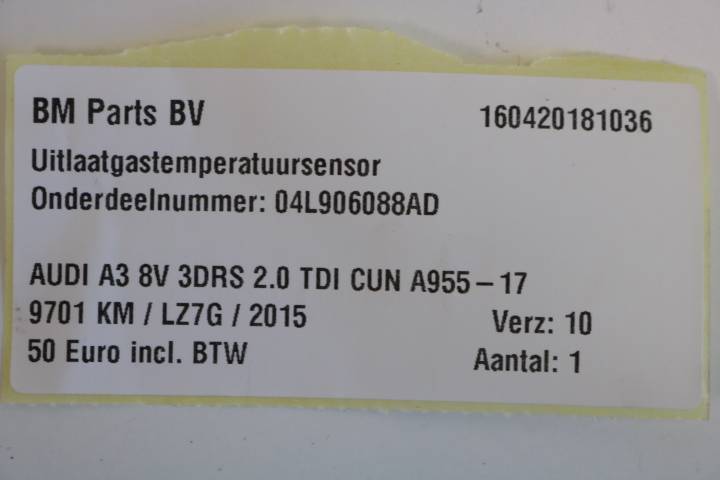 BM Parts BV 160420181036
Uitlaatgastemperatuursensor
Onderdeelnummer: 04L906088AD
AUDI A3 8V 3DRS 2.0 TDI CUN A955-17
9701 KM / LZ7G / 2015 Verz: 10
50 Euro incl. BTW Aantal: 1